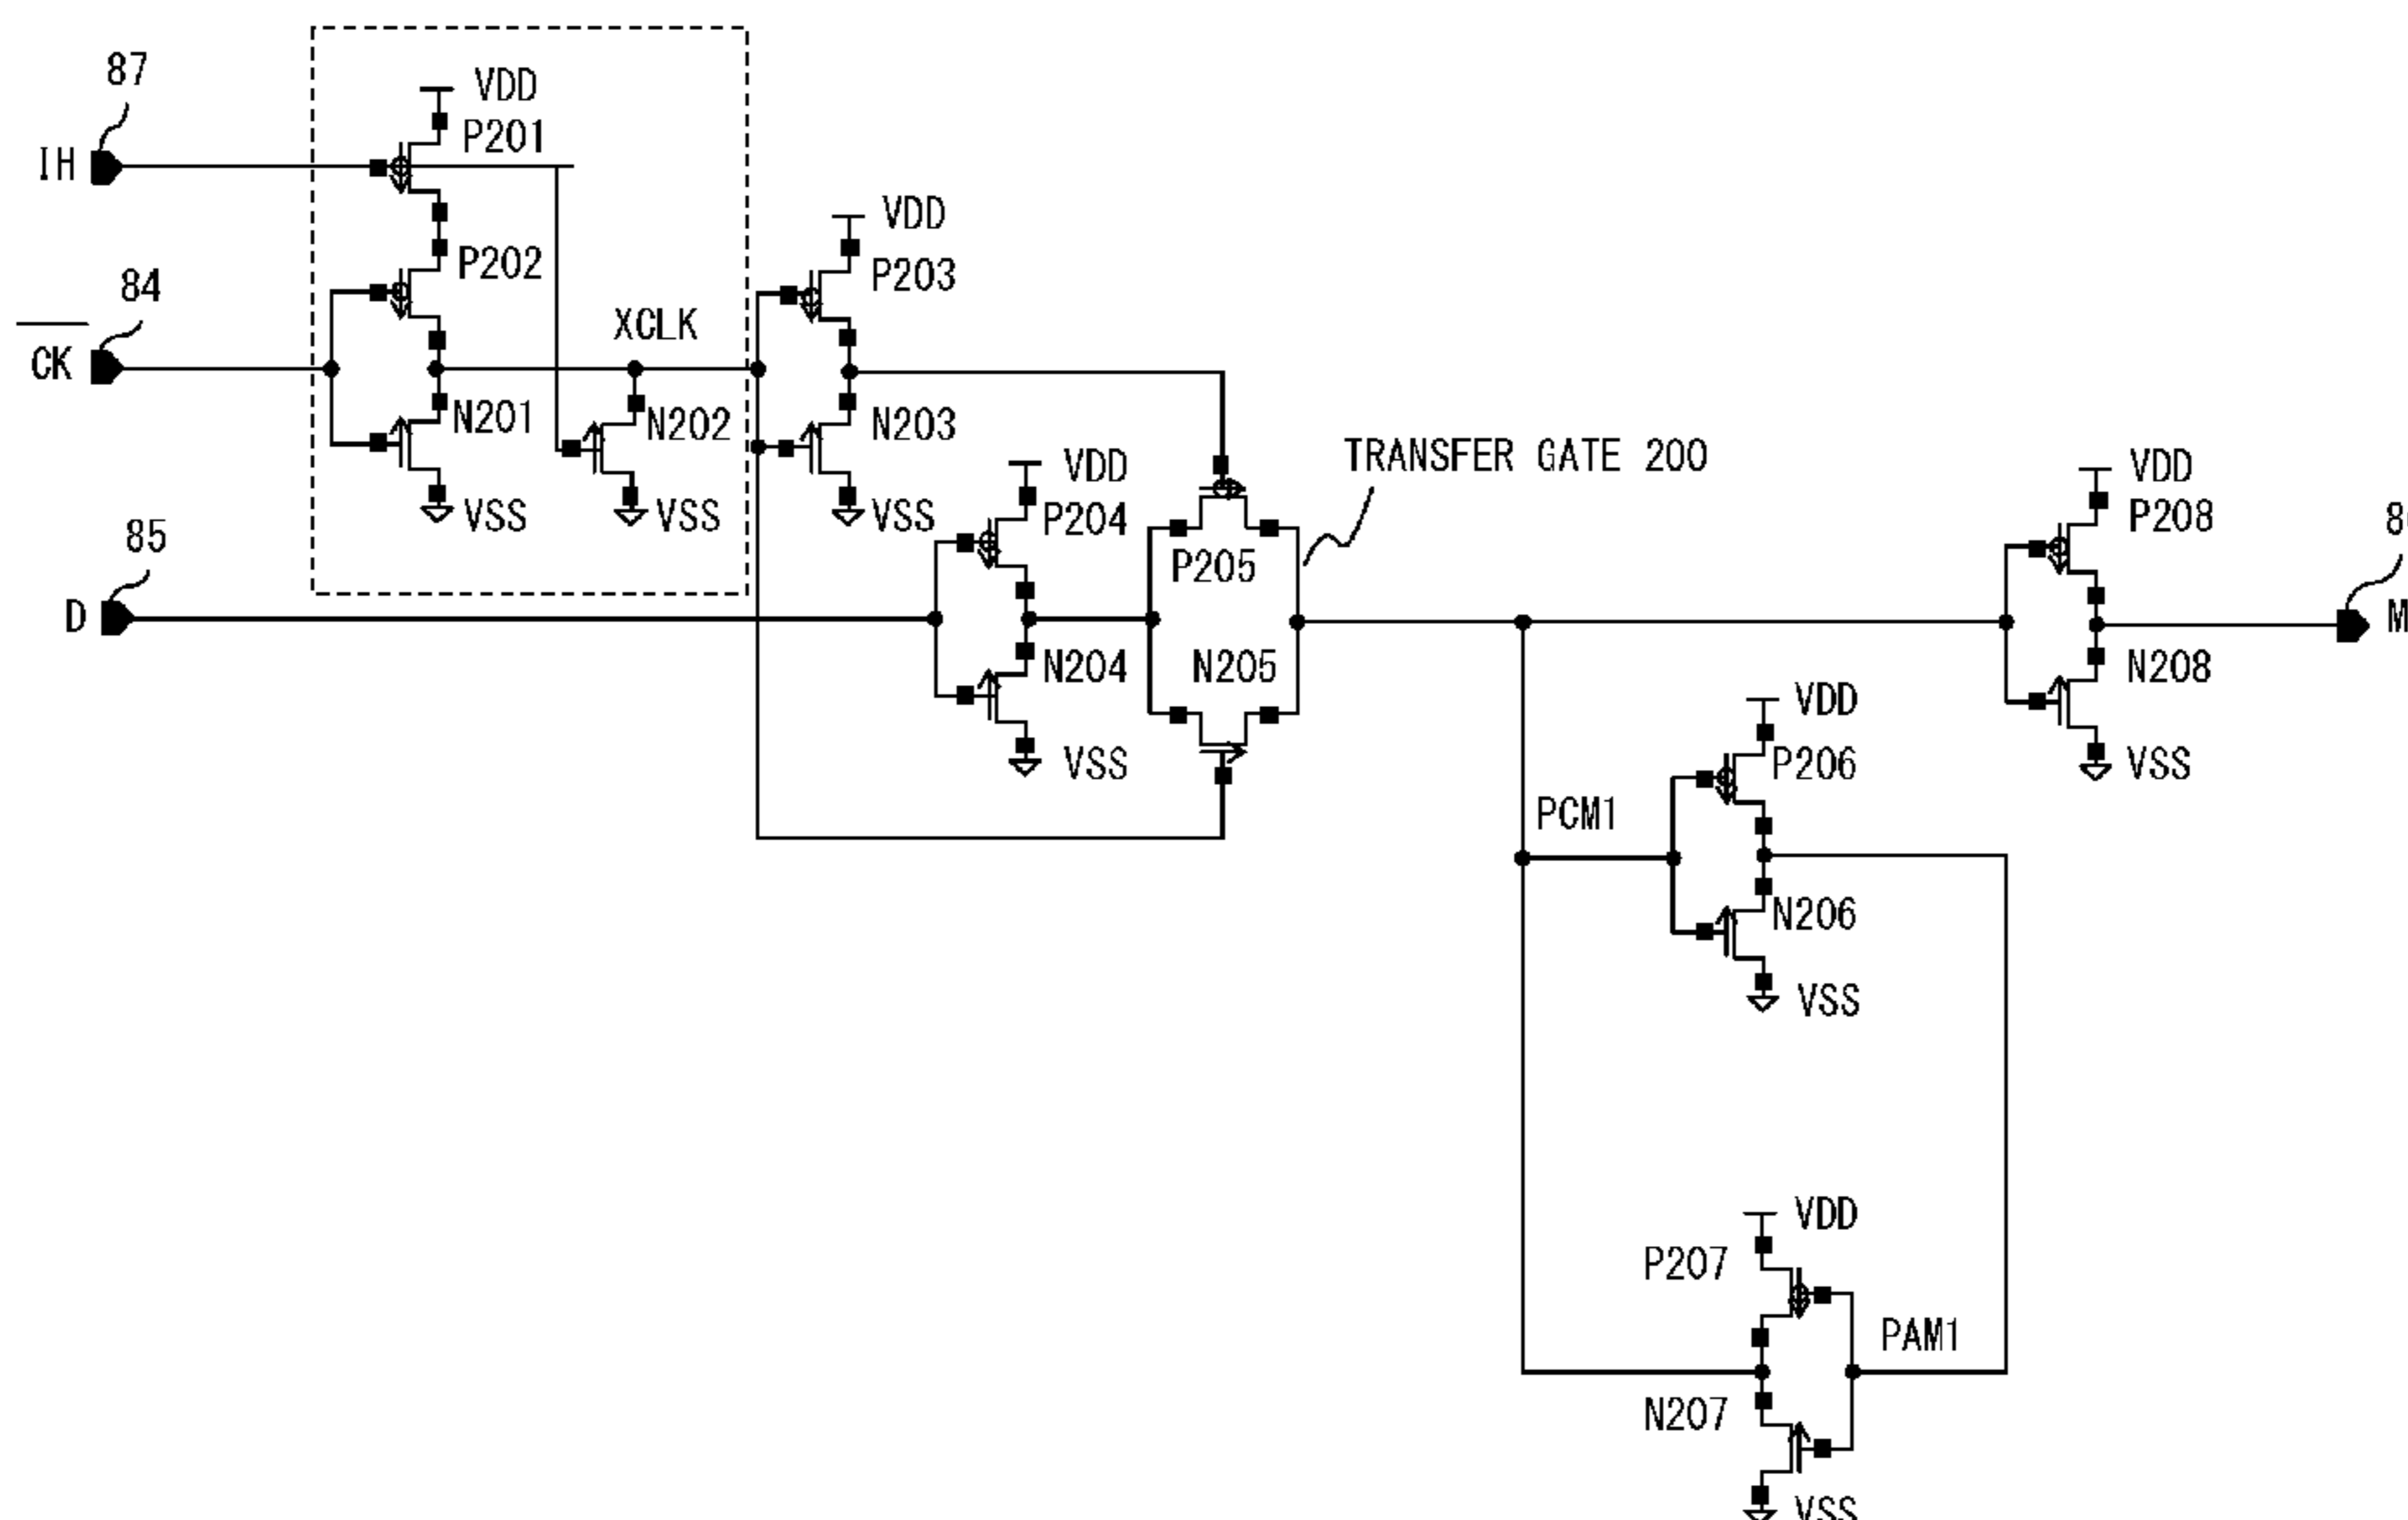 87
VDD
P201
IH
VDD
P202
P203
84
XCLK
CK
N201
N202
N203
TRANSFER GATE 200
VDD
VDD
VSS
VSS
VSS
P204
P208
85
P205
D
N204
N205
N208
M
VDD
VSS
P206
VSS
PCM1
N206
VSS
VDD
P207
PAM1
N207
VSS